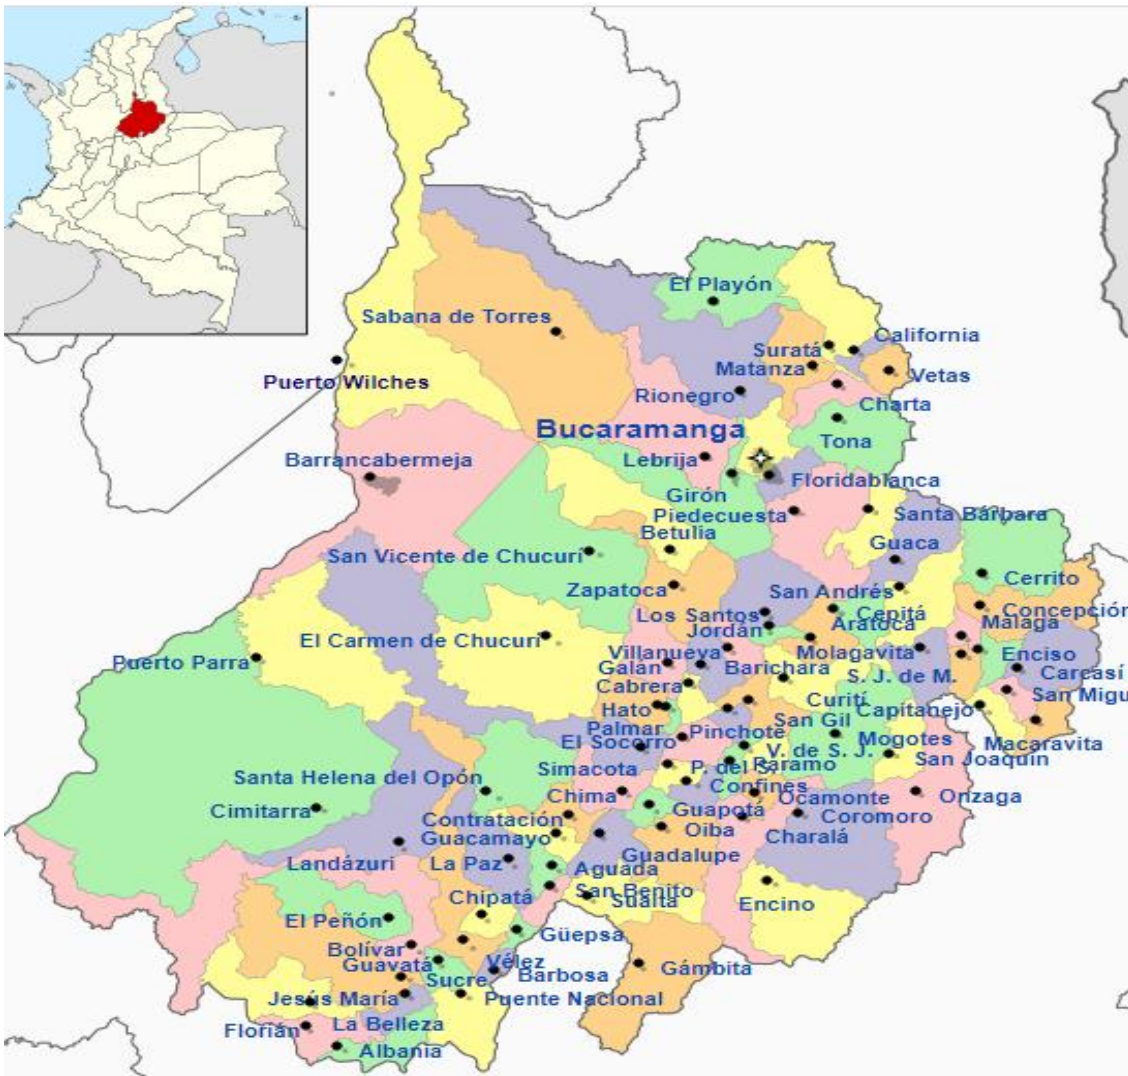 El Playón
Sabana de Torres
California
Suratá
Matanza
Vetas
Puerto Wilches
Rionegro
Charta
Bucaramanga
Tona
Barrancabermeja
Lebrija
Floridablanca
Girón
Piedecuesta
Santa Bárbara
Betulia
Guaca
San Vicente de Chucurí
Cerrito
Zapatoca
San Andrés
Concepción
Los Santos
Cepitá
Jordán
Aratoca
Málaga
El Carmen de Chucurí
Villanueva
Molagavita
Enciso
Puerto Parra
Galán
Barichara
S. J. de M.
Carcasí
Cabrera
Curití
San Migu
Hato
Capitanejo
Palmar
San Gil
Pinchote
Mogotes
Macaravita
El Socorro
V. de S. J.
San Joaquín
Simacota
P. del S.
Páramo
Santa Helena del Opón
Confines
Chima
Ocamonte
Onzaga
Cimitarra
Guapotá
Contratación
Coromoro
Guacamayo
Oiba
Charalá
Landázuri
La Paz
Guadalupe
Aguada
Chipatá
San Benito
Suaita
Encino
El Peñón
Güepsa
Bolívar
Guavatá
Vélez
Gámbita
Sucre
Barbosa
Jesús María
Puente Nacional
La Belleza
Florián
Albania